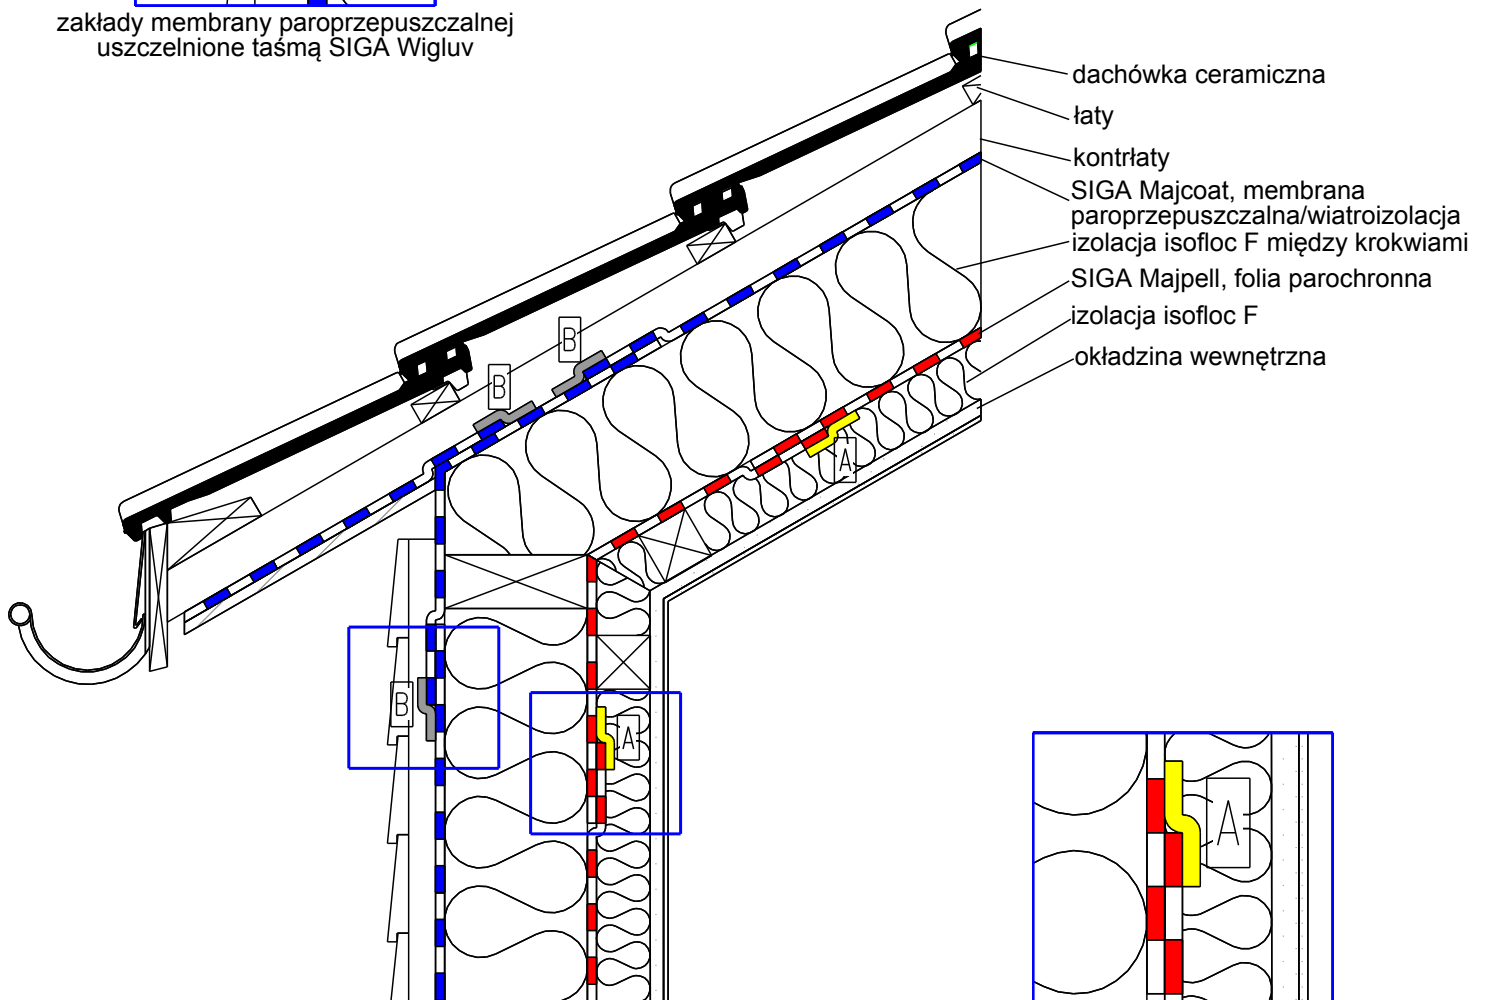 zakłady membrany paroprzepuszczalnej
uszczelnione taśmą SIGA Wigluv
dachówka ceramiczna
łaty
kontrłaty
SIGA Majcoat, membrana
paroprzepuszczalna/wiatroizolacja
izolacja isofloc F między krokwiami
SIGA Majpell, folia parochronna
izolacja isofloc F
okładzina wewnętrzna
B
B
A
B
A
A